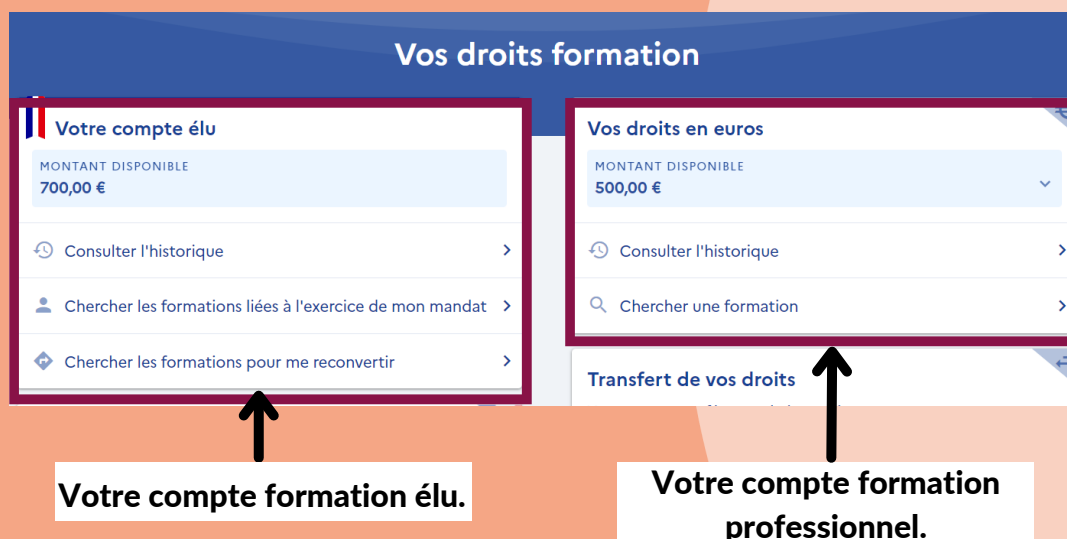 Vos droits formation
Votre compte élu
MONTANT DISPONIBLE
700,00 €
Consulter l'historique
Chercher les formations liées à l'exercice de mon mandat
Chercher les formations pour me reconvertir
Vos droits en euros
MONTANT DISPONIBLE
500,00 €
Consulter l'historique
Chercher une formation
Transfert de vos droits
Votre compte formation élu.
Votre compte formation
professionnel.